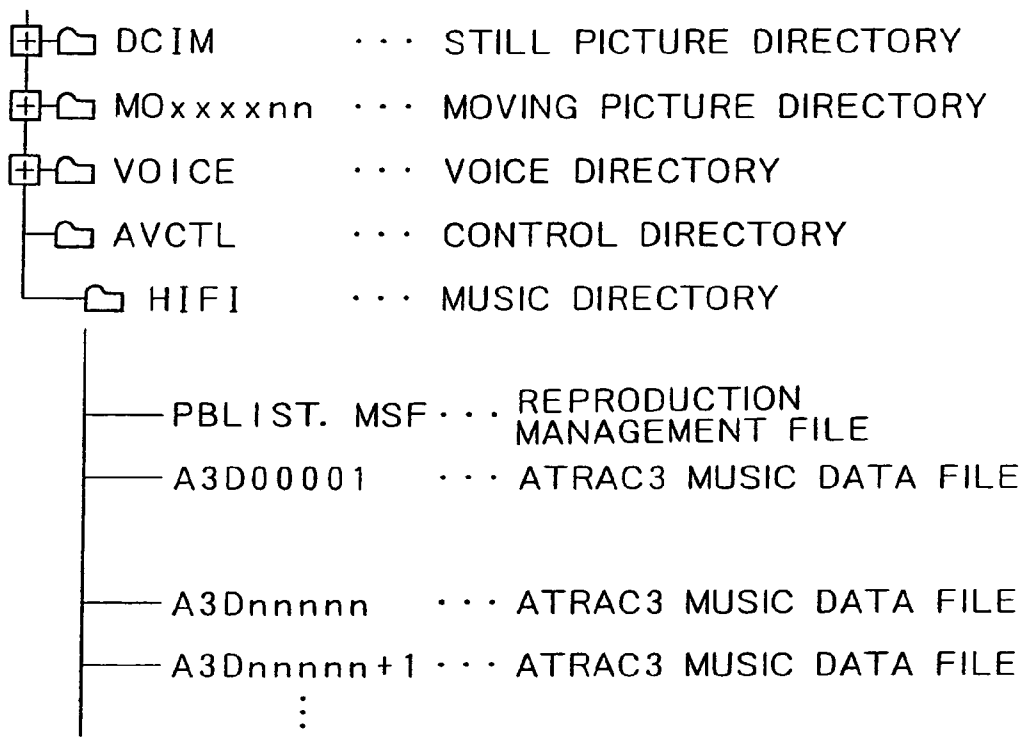 DCIM ··· STILL PICTURE DIRECTORY
MOxxxxnn ··· MOVING PICTURE DIRECTORY
VOICE ··· VOICE DIRECTORY
AVCTL ··· CONTROL DIRECTORY
HIFI ··· MUSIC DIRECTORY
PBLIST. MSF ··· REPRODUCTION
MANAGEMENT FILE
A3D00001 ··· ATRAC3 MUSIC DATA FILE
A3Dnnnnn ··· ATRAC3 MUSIC DATA FILE
A3Dnnnnn+1 ··· ATRAC3 MUSIC DATA FILE